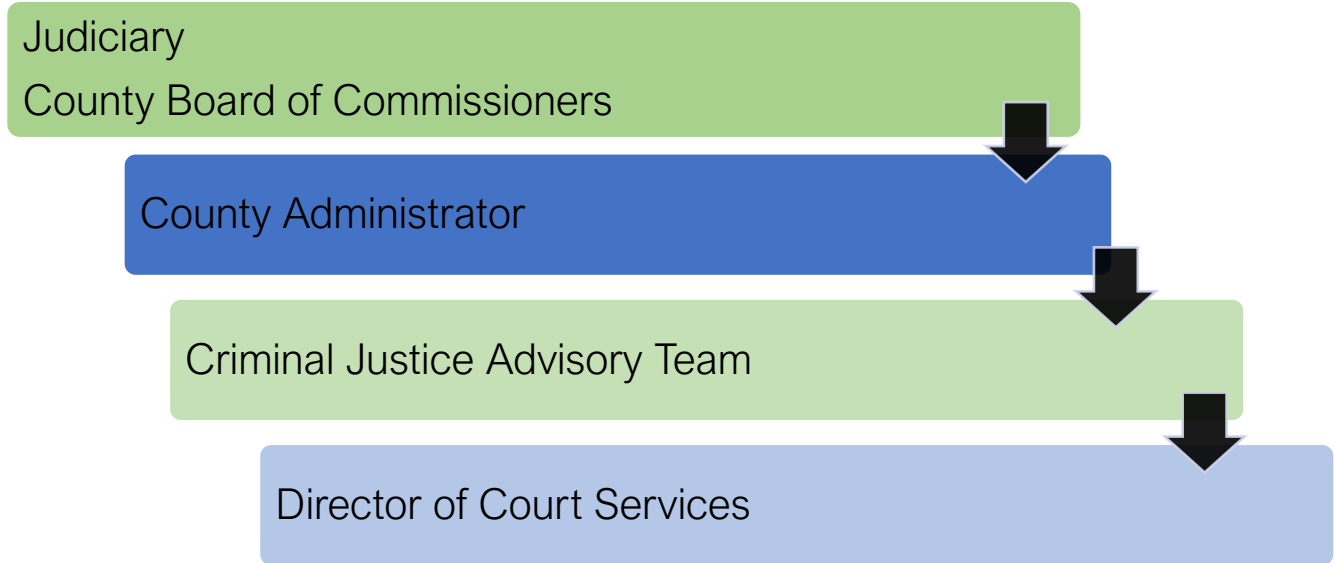 Judiciary
County Board of Commissioners
County Administrator
Criminal Justice Advisory Team
Director of Court Services